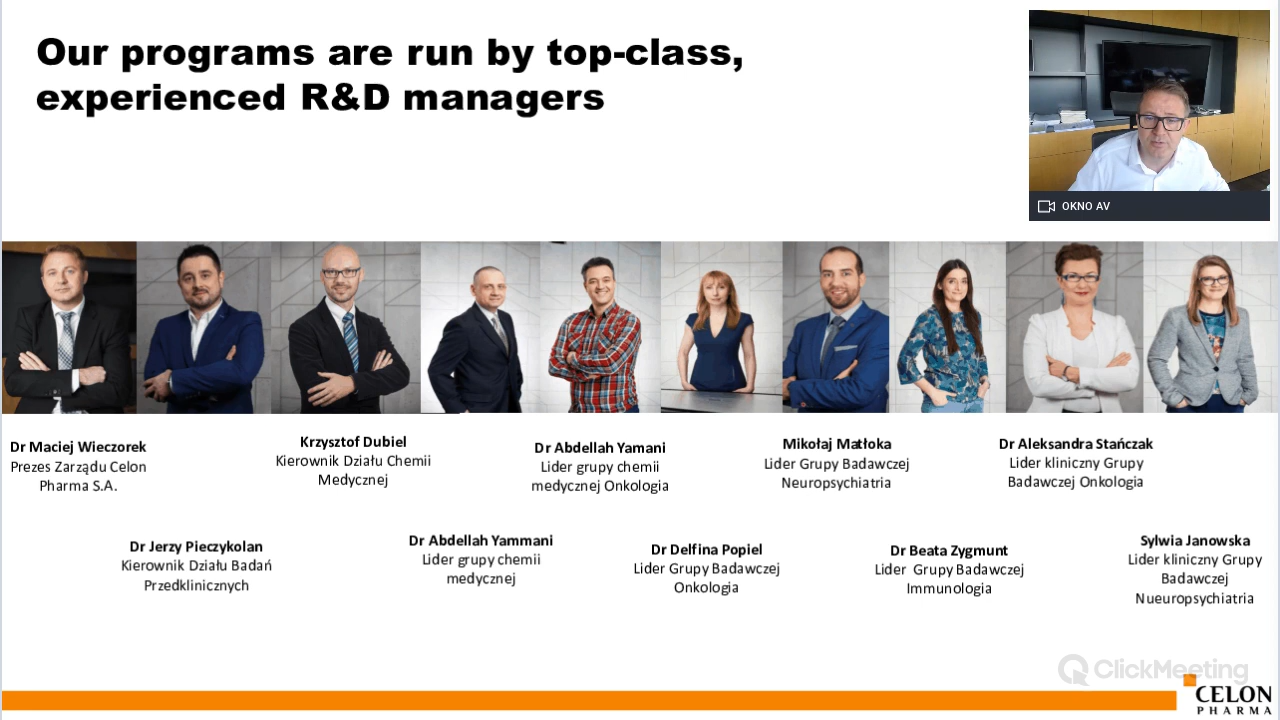 Our programs are run by top-class,
experienced R&D managers
OKNO AV
Dr Maciej Wieczorek
Prezes Zarządu Celon
Pharma S.A.
Krzysztof Dubiel
Kierownik Działu Chemii
Medycznej
Dr Abdellah Yamani
Lider grupy chemii
medycznej Onkologia
Mikołaj Matłoka
Lider Grupy Badawczej
Neuropsychiatria
Dr Aleksandra Stańczak
Lider kliniczny Grupy
Badawczej Onkologia
Dr Jerzy Pieczykolan
Kierownik Działu Badań
Przedklinicznych
Dr Abdellah Yammani
Lider grupy chemii
medycznej
Dr Delfina Popiel
Lider Grupy Badawczej
Onkologia
Dr Beata Zygmunt
Lider Grupy Badawczej
Immunologia
Sylwia Janowska
Lider kliniczny Grupy
Badawczej
Nueuropsychiatria
ClickMeeting
CELON
PHARMA